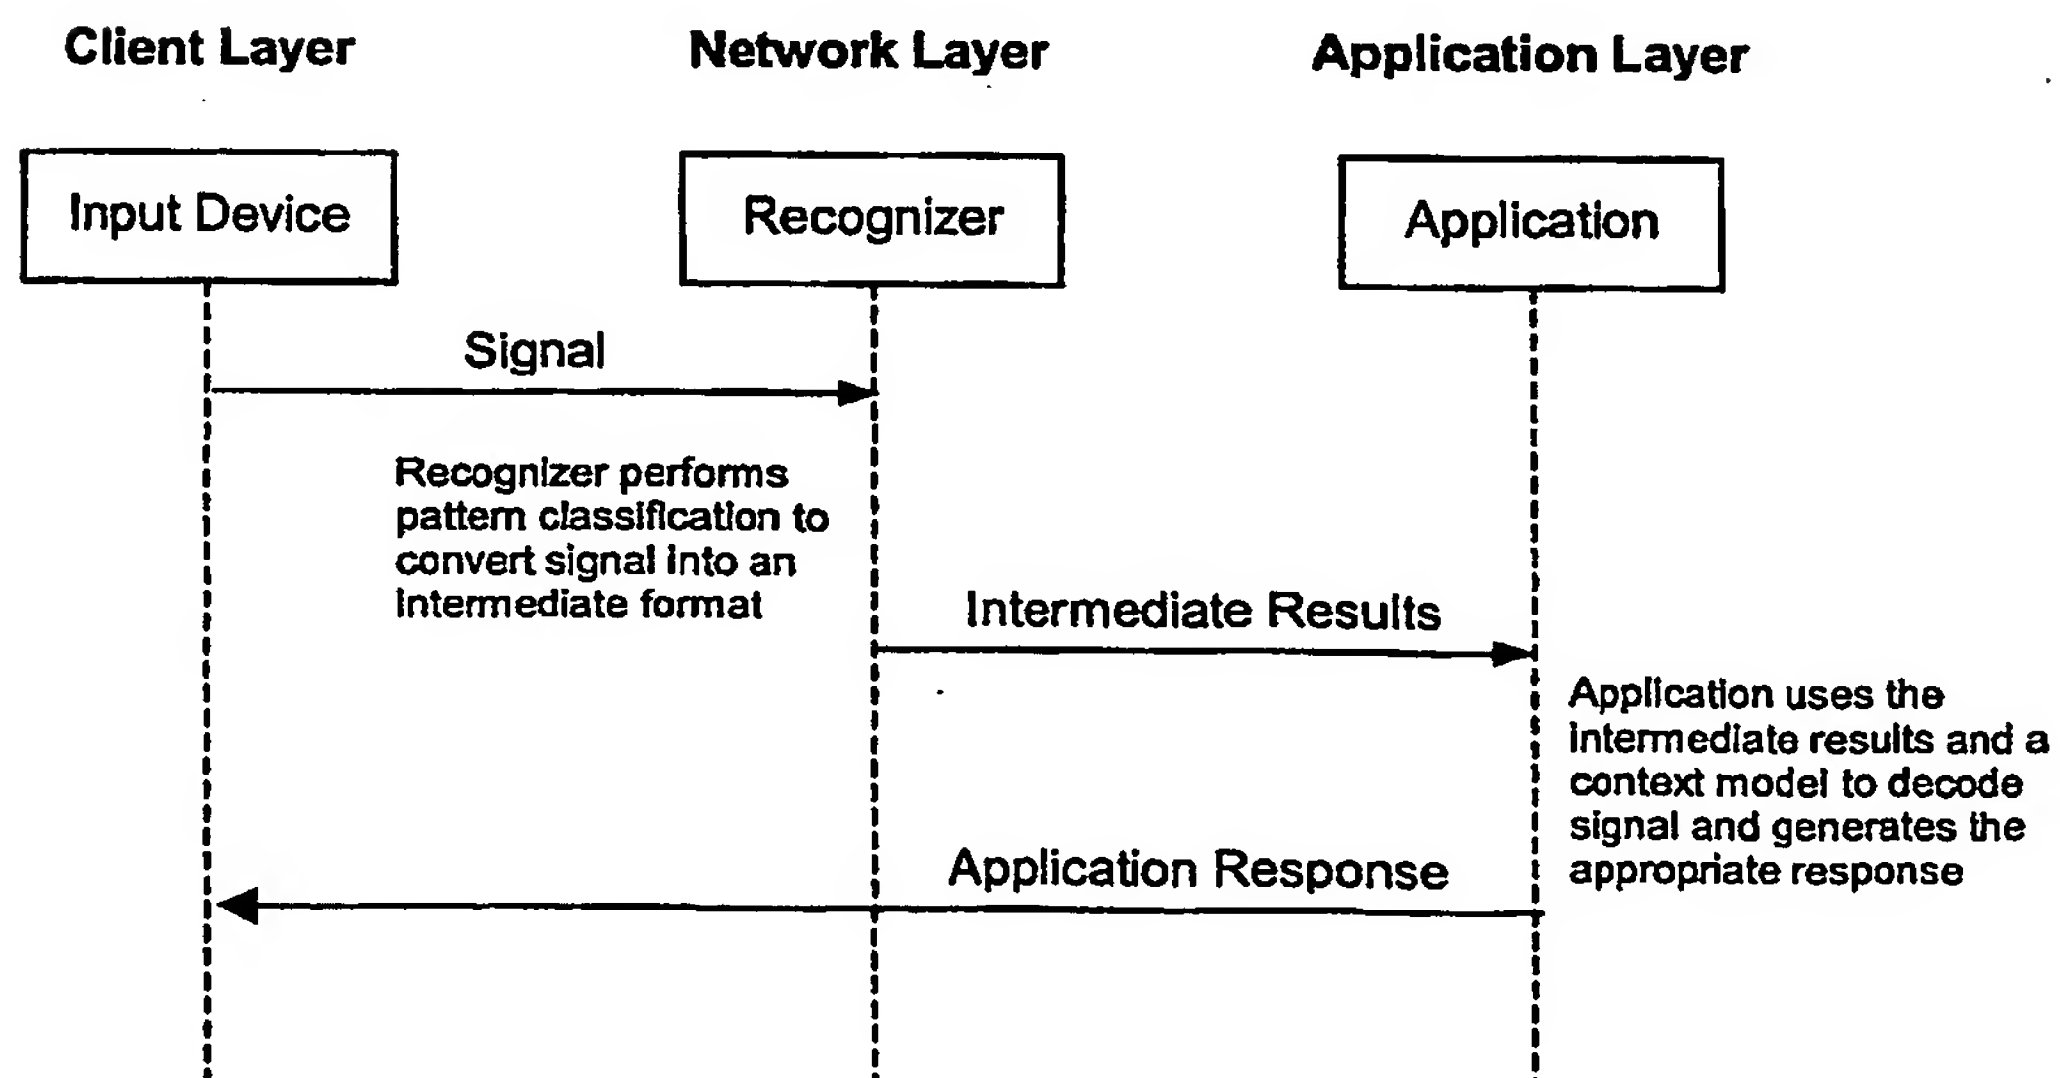 Client Layer
Network Layer
Application Layer
Input Device
Recognizer
Application
Signal
Recognizer performs
pattern classification to
convert signal into an
intermediate format
Intermediate Results
Application uses the
intermediate results and a
context model to decode
signal and generates the
appropriate response
Application Response